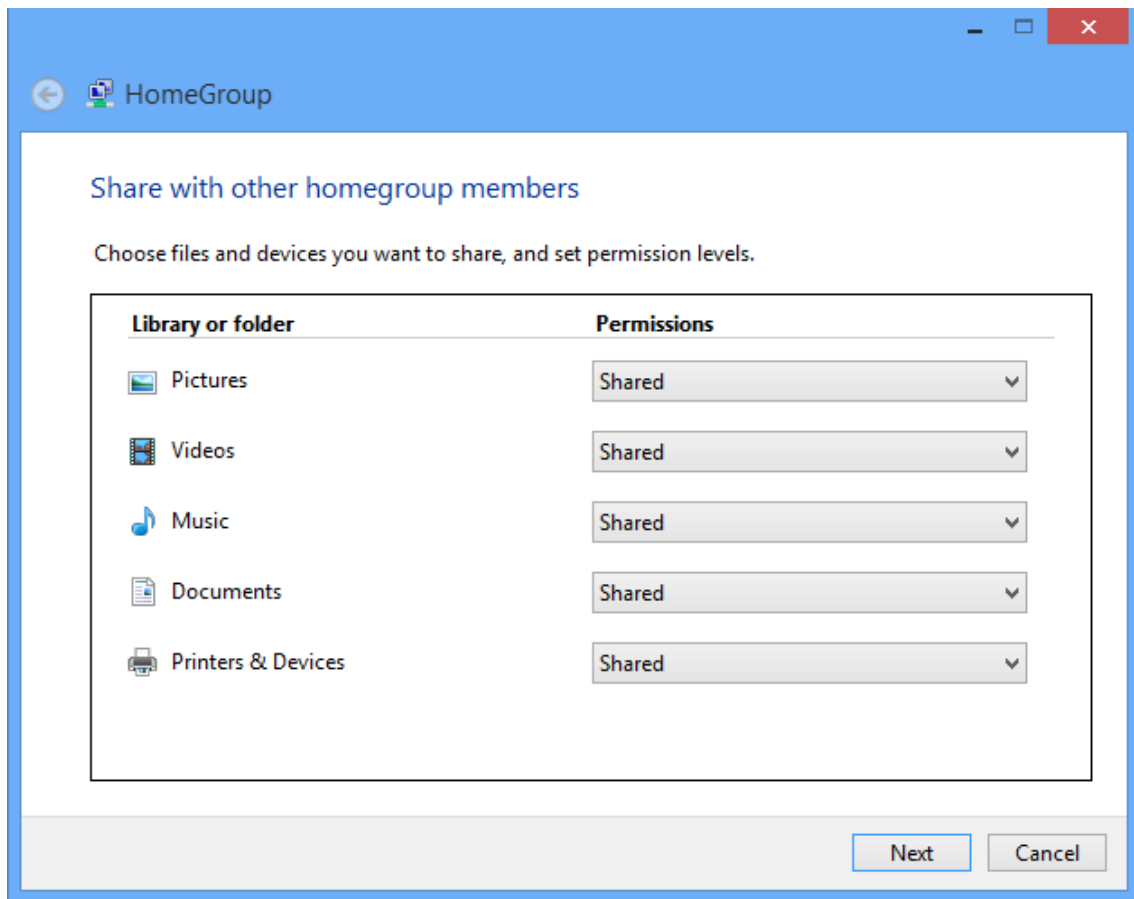 HomeGroup
Share with other homegroup members
Choose files and devices you want to share, and set permission levels.
Library or folder Permissions
Pictures Shared
Videos Shared
Music Shared
Documents Shared
Printers & Devices Shared
Next Cancel